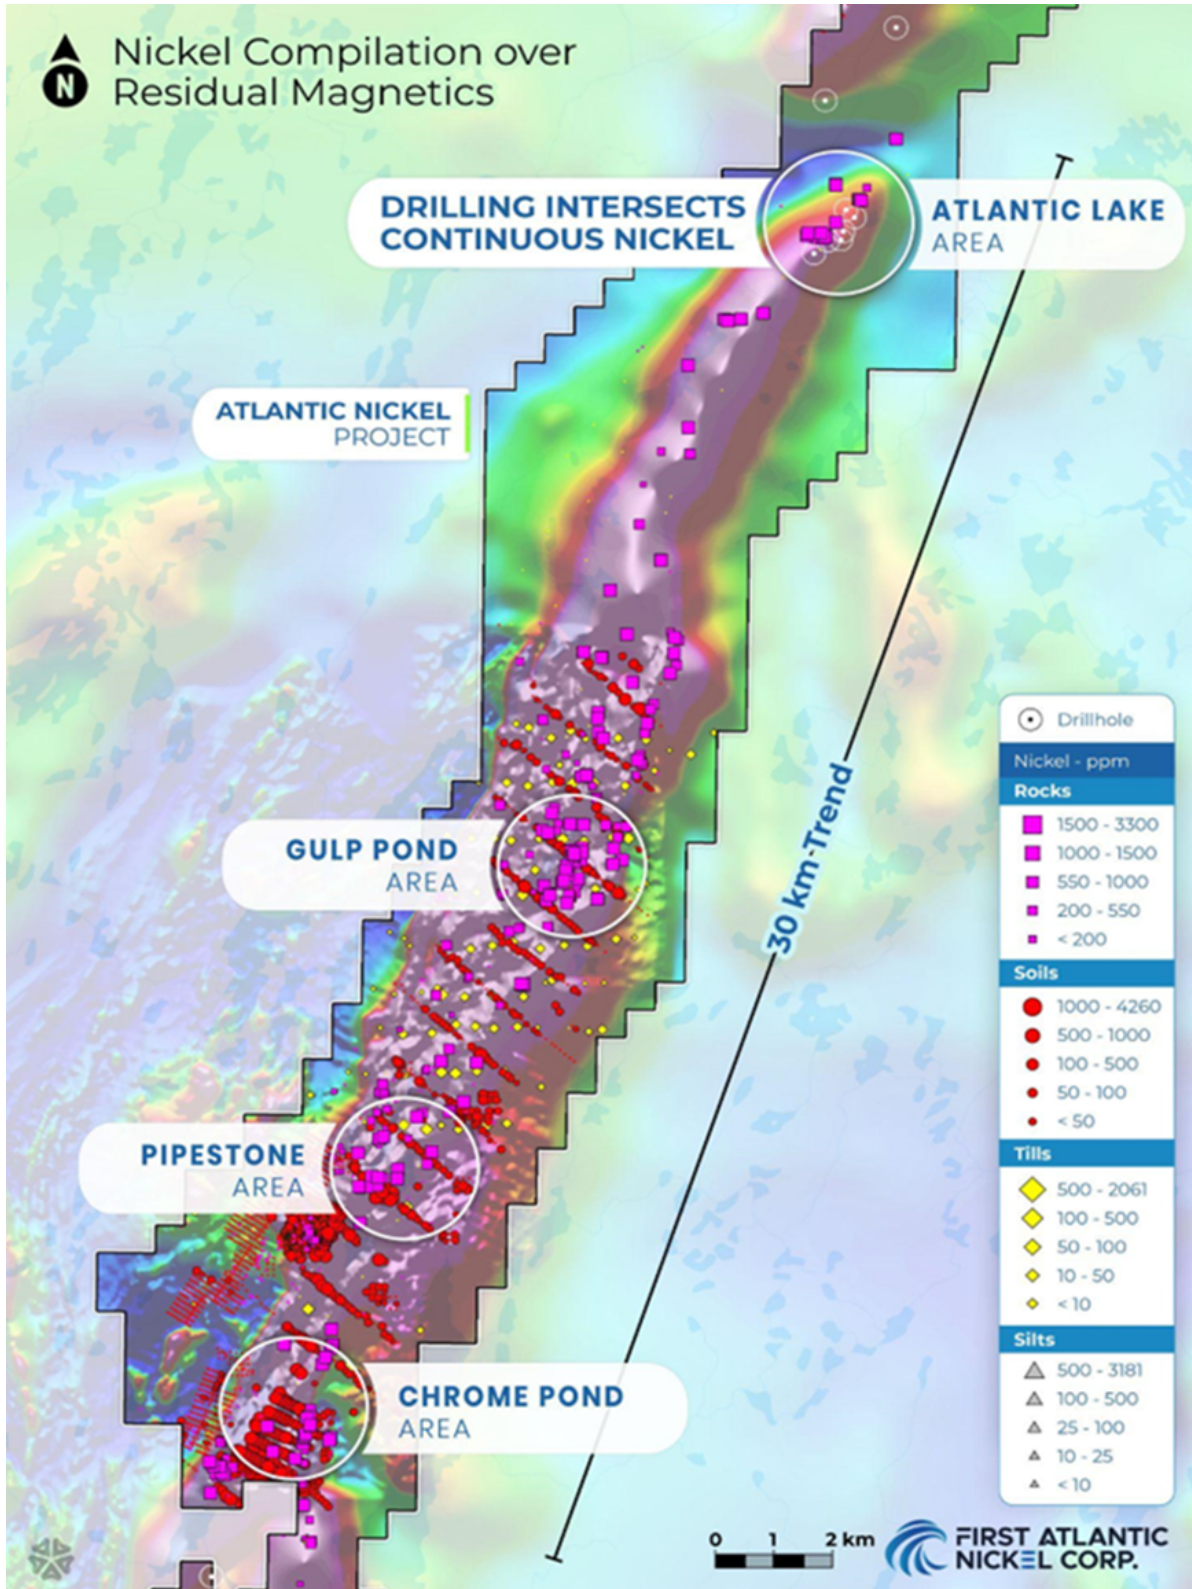 N
Nickel Compilation over
Residual Magnetics
DRILLING INTERSECTS
CONTINUOUS NICKEL
ATLANTIC LAKE
AREA
ATLANTIC NICKEL
PROJECT
30 km Trend
GULP POND
AREA
PIPESTONE
AREA
CHROME POND
AREA
Drillhole
Nickel - ppm
Rocks
1500 - 3300
1000 - 1500
550 - 1000
200 - 550
< 200
Soils
1000 - 4260
500 - 1000
100 - 500
50 - 100
< 50
Tills
500 - 2061
100 - 500
50 - 100
10 - 50
< 10
Silts
500 - 3181
100 - 500
25 - 100
10 - 25
< 10
0 1 2 km
FIRST ATLANTIC
NICKEL CORP.